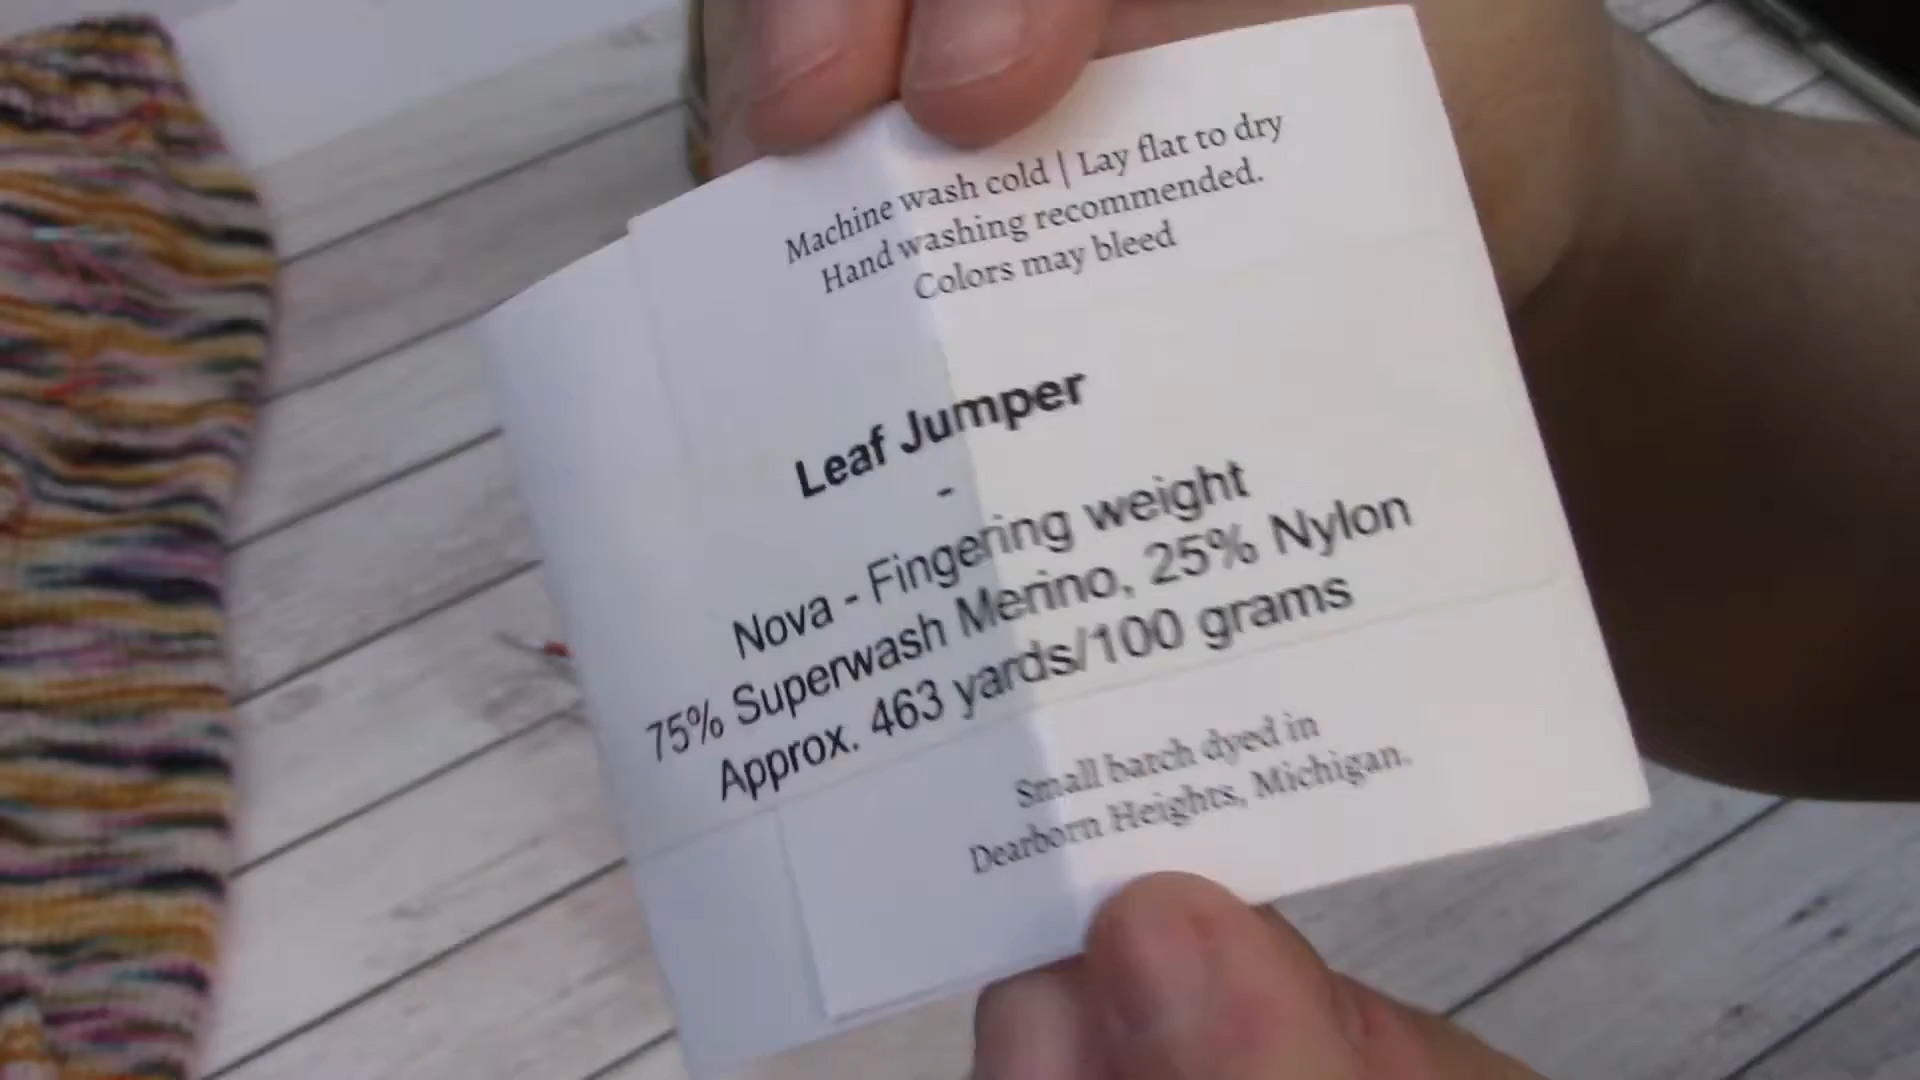 Machine wash cold | Lay flat to dry
Hand washing recommended.
Colors may bleed
Leaf Jumper
-
Nova - Fingering weight
75% Superwash Merino, 25% Nylon
Approx. 463 yards/100 grams
Small batch dyed in
Dearborn Heights, Michigan.